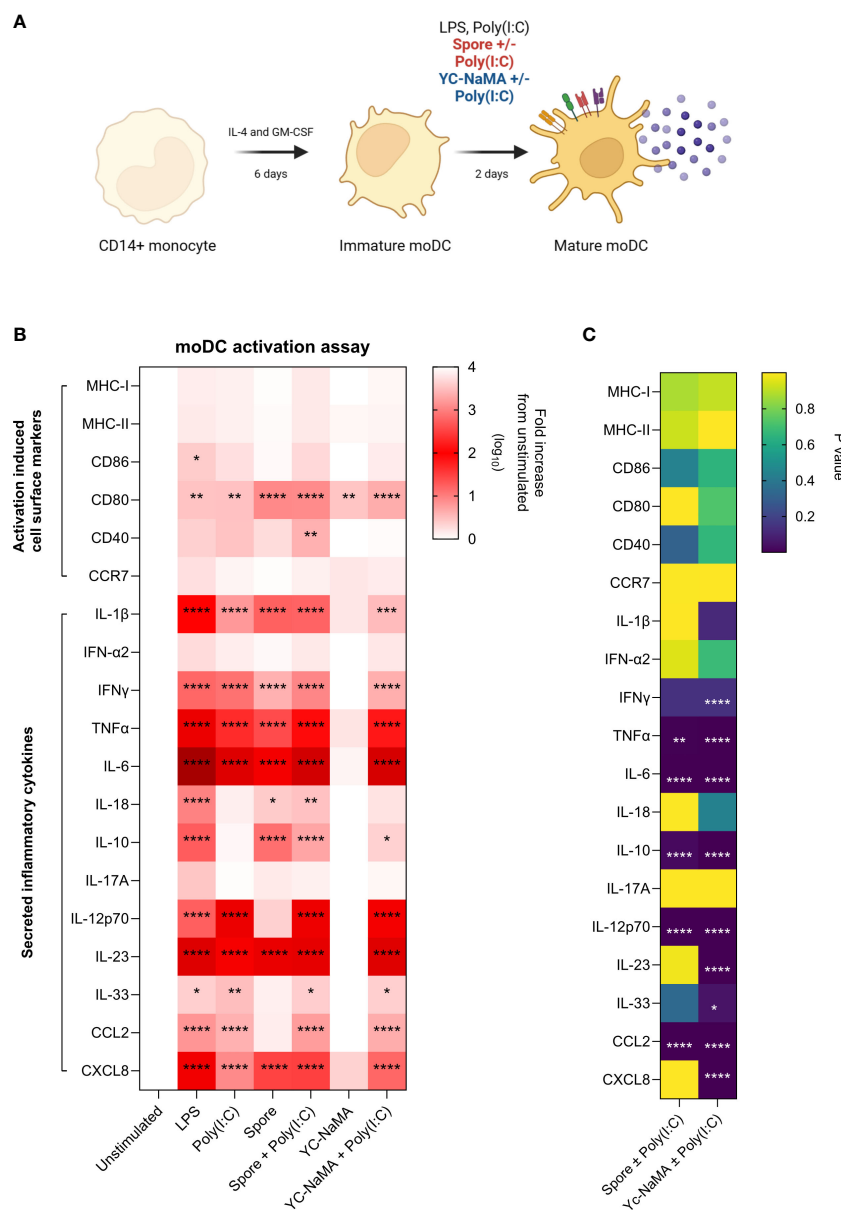 A
LPS, Poly(I:C)
Spore +/-
Poly(I:C)
YC-NaMA +/-
Poly(I:C)
IL-4 and GM-CSF
6 days
2 days
CD14+ monocyte
Immature moDC
Mature moDC
B
moDC activation assay
Activation induced
cell surface markers
Secreted inflammatory cytokines
MHC-I
MHC-II
CD86 *
CD80 ** ** **** **** ** ****
CD40 **
CCR7
IL-1β **** **** **** **** ***
IFN-α2
IFNγ **** **** **** **** ****
TNFα **** **** **** **** ****
IL-6 **** **** **** **** ****
IL-18 **** * **
IL-10 **** **** **** *
IL-17A
IL-12p70 **** **** **** ****
IL-23 **** **** **** **** ****
IL-33 * ** * *
CCL2 **** **** **** ****
CXCL8 **** **** **** **** ****
Unstimulated
LPS
Poly(I:C)
Spore
Spore + Poly(I:C)
YC-NaMA
YC-NaMA + Poly(I:C)
4
3
2
1
0
Fold increase
from unstimulated
(log10)
C
MHC-I
MHC-II
CD86
CD80
CD40
CCR7
IL-1β
IFN-α2
IFNγ ****
TNFα ** ****
IL-6 **** ****
IL-18
IL-10 **** ****
IL-17A
IL-12p70 **** ****
IL-23 ****
IL-33 *
CCL2 **** ****
CXCL8 ****
Spore ± Poly(I:C)
Yc-NaMA ± Poly(I:C)
0.8
0.6
0.4
0.2
value